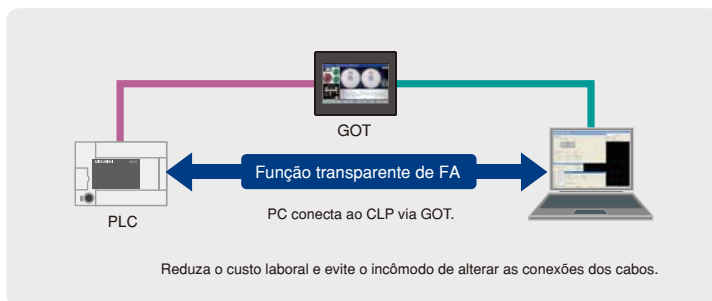 GOT
Função transparente de FA
PLC
PC conecta ao CLP via GOT.
Reduza o custo laboral e evite o incômodo de alterar as conexões dos cabos.